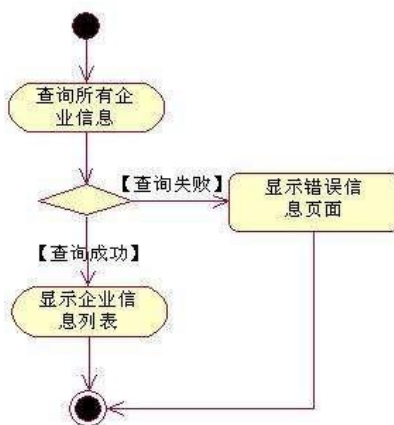 查询所有企
业信息
【查询失败】
显示错误信
息页面
【查询成功】
显示企业信
息列表